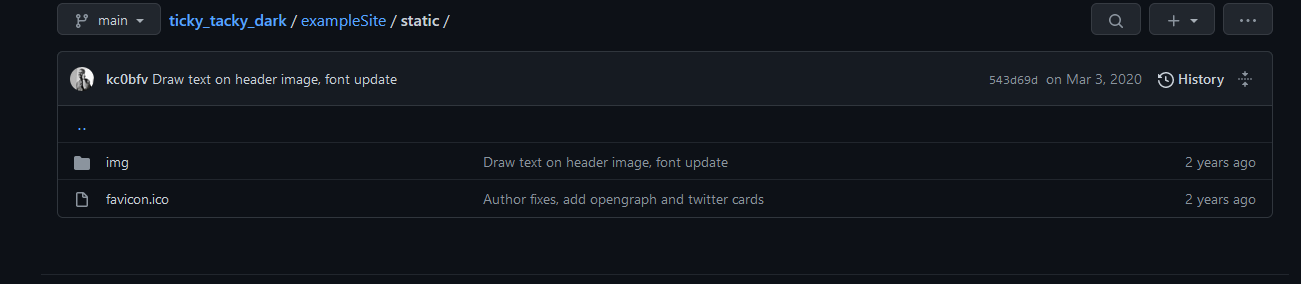 main ticky_tacky_dark / exampleSite / static /
kc0bfv Draw text on header image, font update 543d69d on Mar 3, 2020 History
..
img Draw text on header image, font update 2 years ago
favicon.ico Author fixes, add opengraph and twitter cards 2 years ago